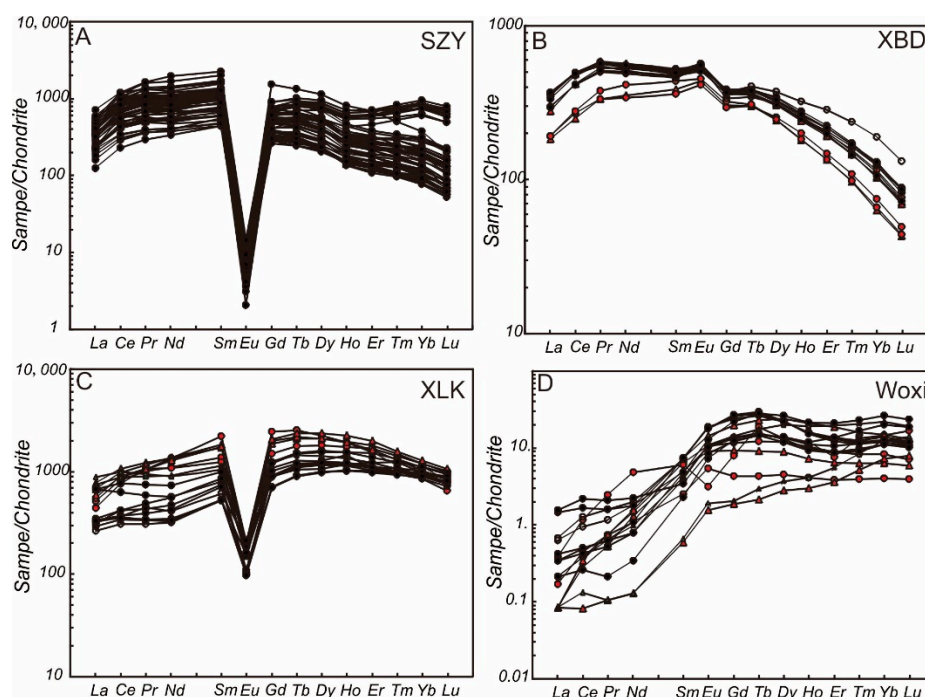 A
SZY
10,000
1000
100
10
1
Sampe/Chondrite
La Ce Pr Nd Sm Eu Gd Tb Dy Ho Er Tm Yb Lu
B
XBD
1000
100
10
Sampe/Chondrite
La Ce Pr Nd Sm Eu Gd Tb Dy Ho Er Tm Yb Lu
C
XLK
10,000
1000
100
10
Sampe/Chondrite
La Ce Pr Nd Sm Eu Gd Tb Dy Ho Er Tm Yb Lu
D
Woxi
10
1.
0.1
0.01
Sampe/Chondrite
La Ce Pr Nd Sm Eu Gd Tb Dy Ho Er Tm Yb Lu